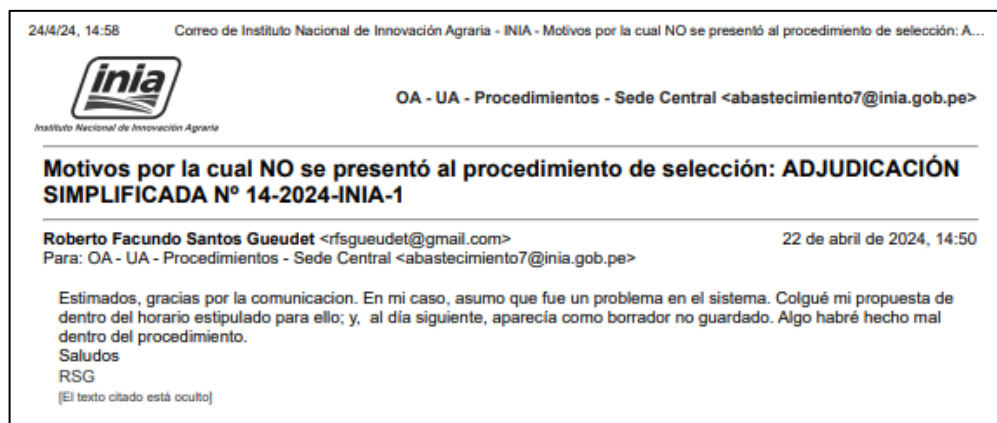 24/4/24, 14:58 Correo de Instituto Nacional de Innovación Agraria - INIA - Motivos por la cual NO se presentó al procedimiento de selección: A...
inia
Instituto Nacional de Innovación Agraria
OA - UA - Procedimientos - Sede Central <abastecimiento7@inia.gob.pe>
Motivos por la cual NO se presentó al procedimiento de selección: ADJUDICACIÓN
SIMPLIFICADA Nº 14-2024-INIA-1
Roberto Facundo Santos Gueudet <rfsgueudet@gmail.com> 22 de abril de 2024, 14:50
Para: OA - UA - Procedimientos - Sede Central <abastecimiento7@inia.gob.pe>
Estimados, gracias por la comunicacion. En mi caso, asumo que fue un problema en el sistema. Colgué mi propuesta de
dentro del horario estipulado para ello; y, al día siguiente, aparecía como borrador no guardado. Algo habré hecho mal
dentro del procedimiento.
Saludos
RSG
[El texto citado está oculto]